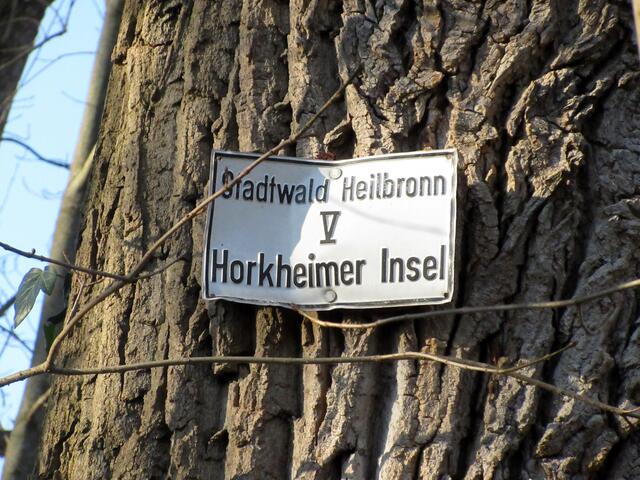 Stadtwald Heilbronn
V
Horkheimer Insel